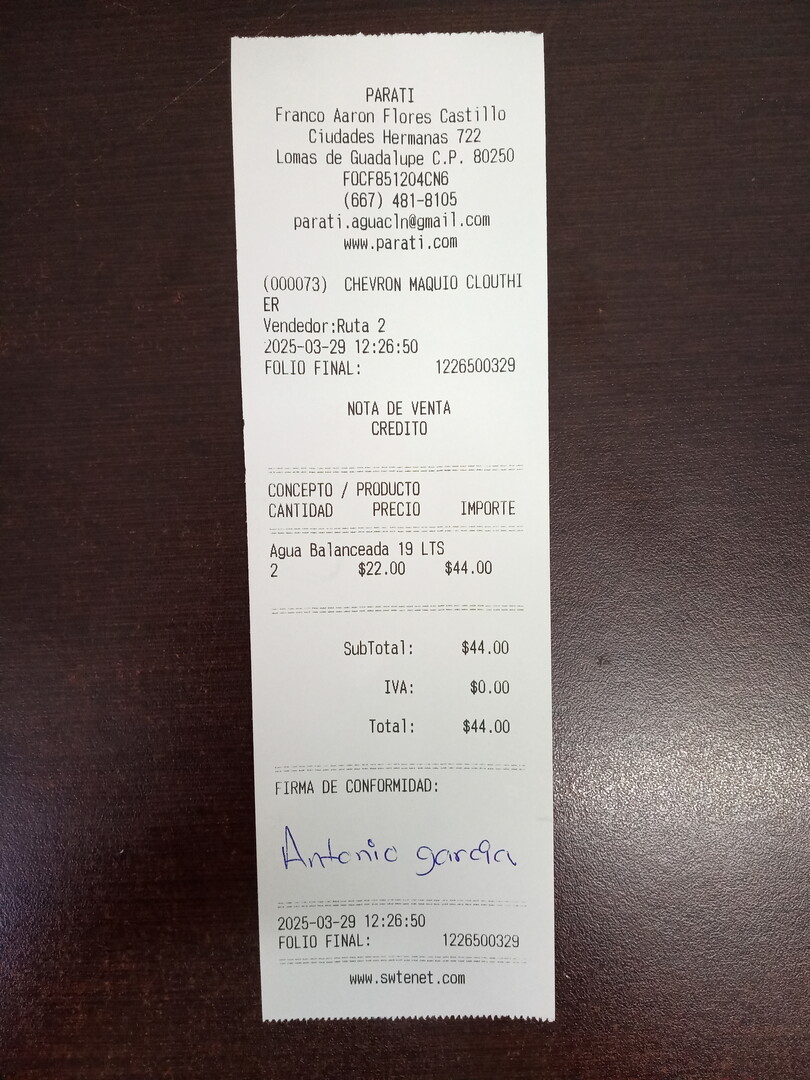 PARATI
Franco Aaron Flores Castillo
Ciudades Hermanas 722
Lomas de Guadalupe C.P. 80250
FOCF851204CN6
(667) 481-8105
parati.aguacln@gmail.com
www.parati.com
(000073) CHEVRON MAQUIO CLOUTHI
ER
Vendedor:Ruta 2
2025-03-29 12:26:50
FOLIO FINAL: 1226500329
NOTA DE VENTA
CREDITO
CONCEPTO / PRODUCTO
CANTIDAD PRECIO IMPORTE
Agua Balanceada 19 LTS
2 $22.00 $44.00
SubTotal: $44.00
IVA: $0.00
Total: $44.00
FIRMA DE CONFORMIDAD:
Antonio garcia
2025-03-29 12:26:50
FOLIO FINAL: 1226500329
www.swtenet.com